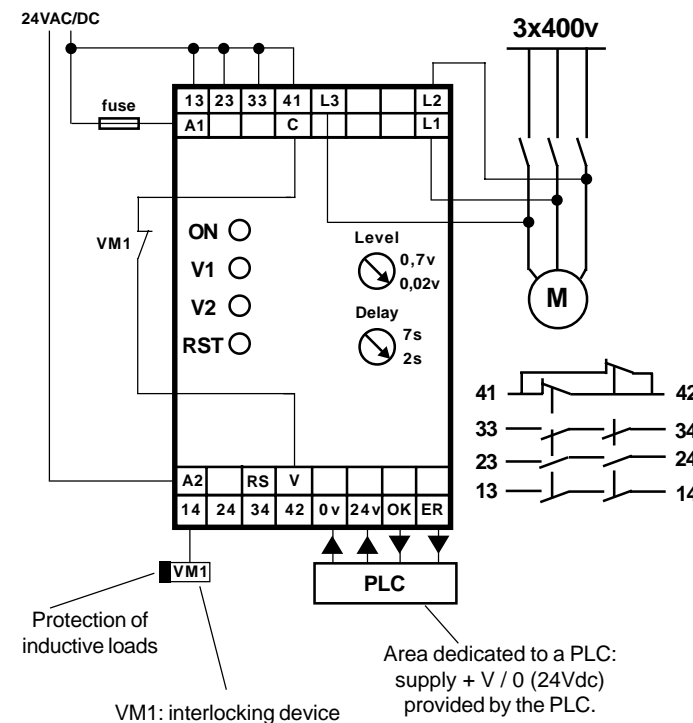 24VAC/DC
3x400v
fuse
13 23 33 41 L3 L2
A1 C L1
VM1
ON
V1
V2
RST
Level
0,7v
0,02v
Delay
7s
2s
M
41 42
33 34
23 24
13 14
A2 RS V
14 24 34 42 0v 24v OK ER
VM1
PLC
Protection of
inductive loads
Area dedicated to a PLC:
supply + V / 0 (24Vdc)
provided by the PLC.
VM1: interlocking device